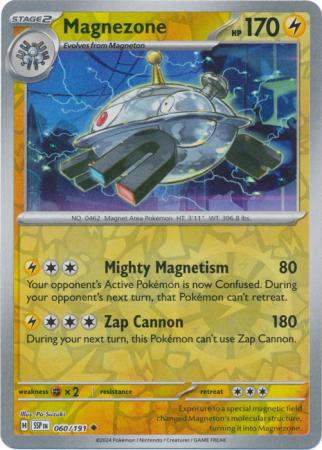 STAGE 2
Magnezone
HP 170
Evolves from Magneton
NO. 0462 Magnet Area Pokémon HT: 3'11" WT: 396.8 lbs.
Mighty Magnetism 80
Your opponent's Active Pokémon is now Confused. During
your opponent's next turn, that Pokémon can't retreat.
Zap Cannon 180
During your next turn, this Pokémon can't use Zap Cannon.
weakness ×2 resistance retreat
Illus. Po-Suzuki
H SSP EN 060/191
Exposure to a special magnetic field
changed Magneton's molecular structure,
turning it into Magnezone.
©2024 Pokémon / Nintendo / Creatures / GAME FREAK